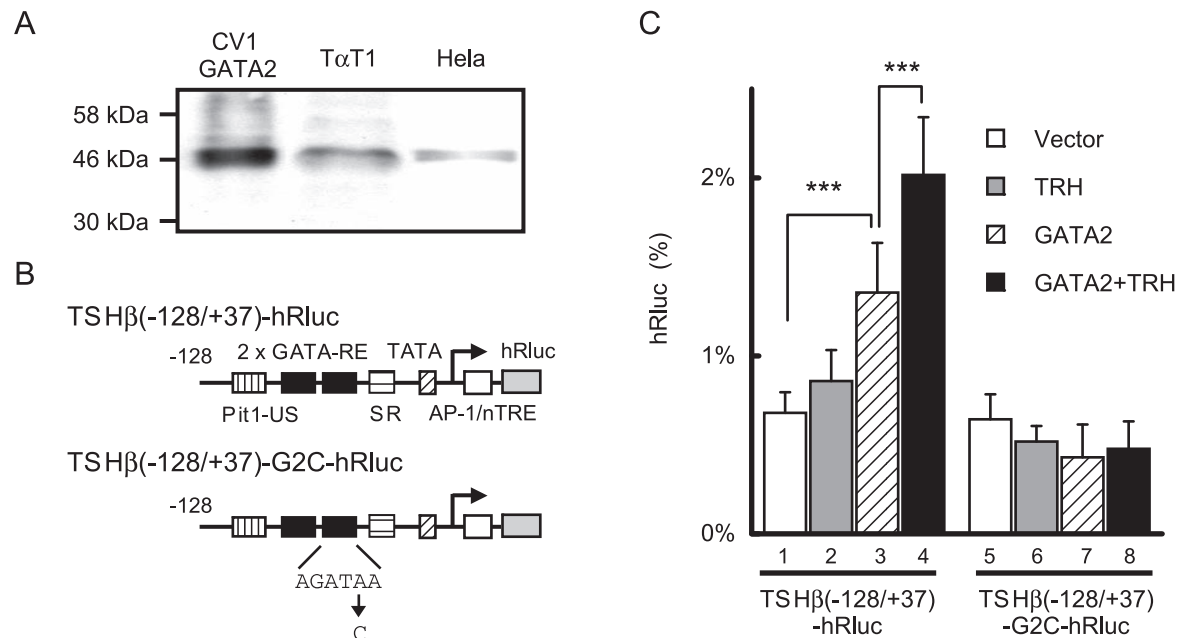 A
CV1
GATA2
TαT1
Hela
58 kDa
46 kDa
30 kDa
B
TSHβ(-128/+37)-hRluc
-128
2 x GATA-RE
TATA
hRluc
Pit1-US
SR
AP-1/nTRE
TSHβ(-128/+37)-G2C-hRluc
-128
AGATAA
C
C
hRluc (%)
2%
1%
0%
***
***
Vector
TRH
GATA2
GATA2+TRH
1 2 3 4 5 6 7 8
TSHβ(-128/+37)
-hRluc
TSHβ(-128/+37)
-G2C-hRluc